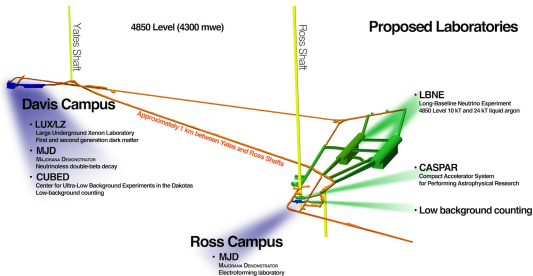 4850 Level (4300 mwe)
Proposed Laboratories
Yates Shaft
Ross Shaft
Davis Campus
• LUX/LZ
Large Underground Xenon Laboratory
First and second generation dark matter
• MJD
MAJORANA DEMONSTRATOR
Neutrinoless double-beta decay
• CUBED
Center for Ultra-Low Background Experiments in the Dakotas
Low-background counting
Approximately 1 km between Yates and Ross Shafts
• LBNE
Long-Baseline Neutrino Experiment
4850 Level 10 kT and 24 kT liquid argon
• CASPAR
Compact Accelerator System
for Performing Astrophysical Research
• Low background counting
Ross Campus
• MJD
MAJORANA DEMONSTRATOR
Electroforming laboratory